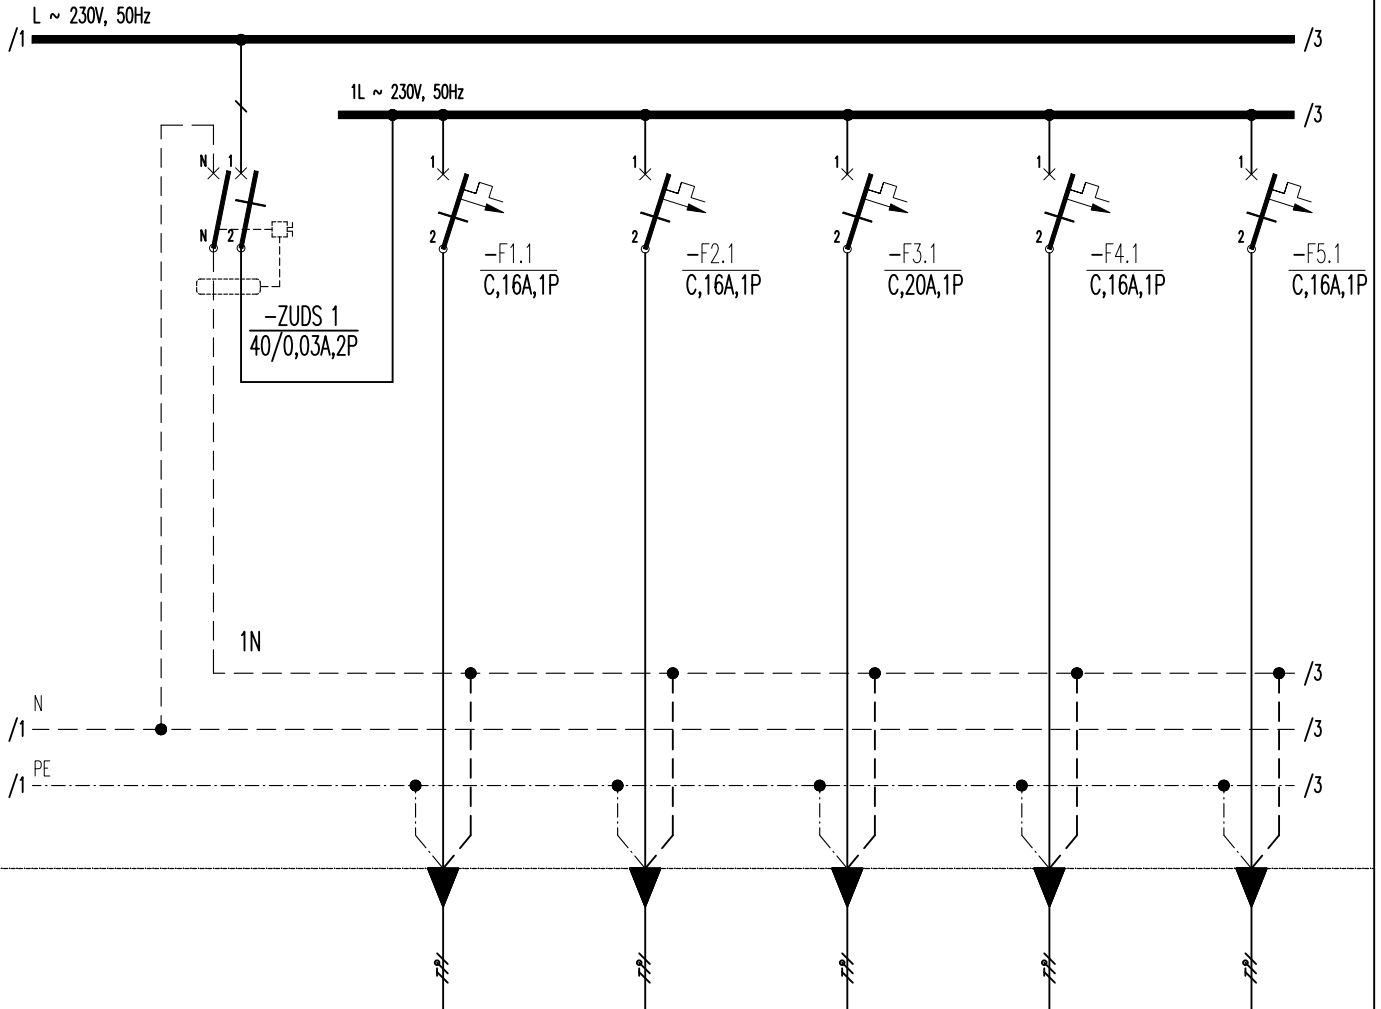 L ~ 230V, 50Hz
/1 /3
1L ~ 230V, 50Hz
/3
N 1 1 1 1 1 1
N 2 2 2 2 2 2
-F1.1 -F2.1 -F3.1 -F4.1 -F5.1
C,16A,1P C,16A,1P C,20A,1P C,16A,1P C,16A,1P
-ZUDS 1
40/0,03A,2P
1N
/3
N
/1 /3
PE
/1 /3